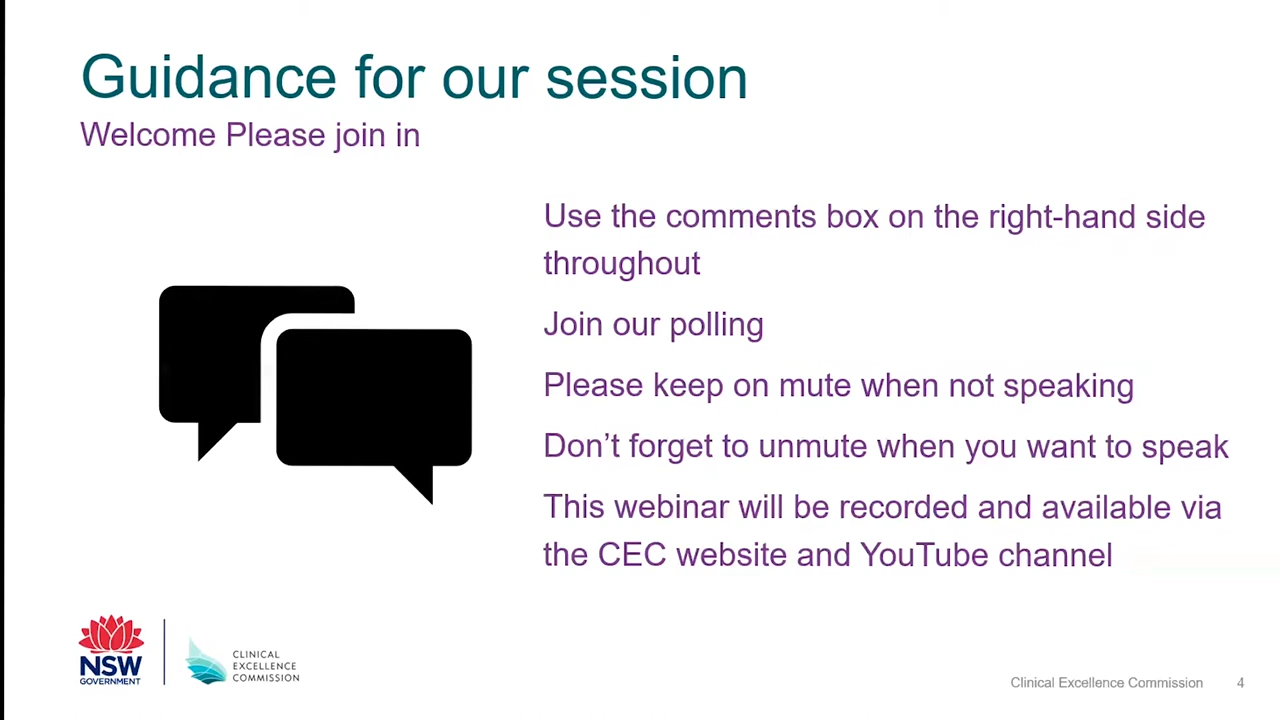 Guidance for our session
Welcome Please join in
Use the comments box on the right-hand side
throughout
Join our polling
Please keep on mute when not speaking
Don’t forget to unmute when you want to speak
This webinar will be recorded and available via
the CEC website and YouTube channel
NSW
GOVERNMENT
CLINICAL
EXCELLENCE
COMMISSION
Clinical Excellence Commission 4